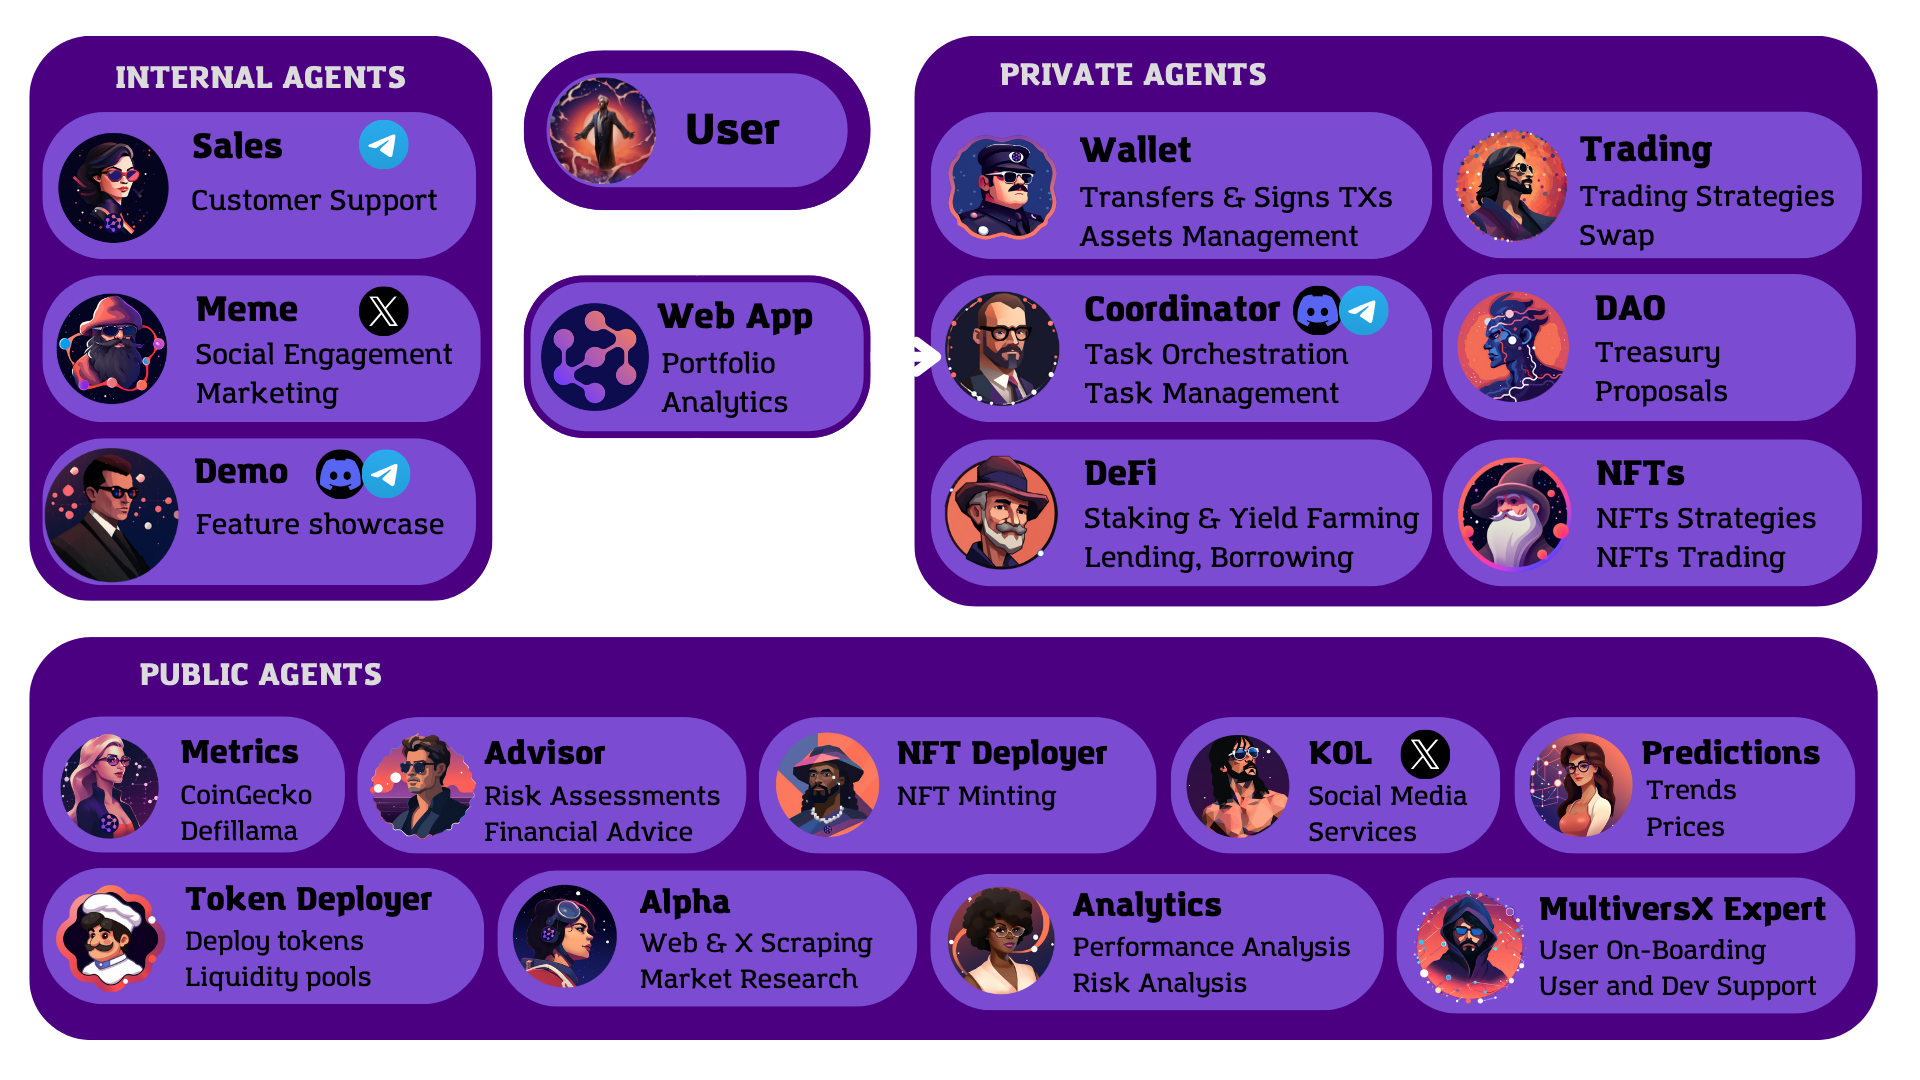 INTERNAL AGENTS
Sales
Customer Support
Meme
Social Engagement
Marketing
Demo
Feature showcase
User
Web App
Portfolio
Analytics
PRIVATE AGENTS
Wallet
Transfers & Signs TXs
Assets Management
Trading
Trading Strategies
Swap
Coordinator
Task Orchestration
Task Management
DAO
Treasury
Proposals
DeFi
Staking & Yield Farming
Lending, Borrowing
NFTs
NFTs Strategies
NFTs Trading
PUBLIC AGENTS
Metrics
CoinGecko
Defillama
Advisor
Risk Assessments
Financial Advice
NFT Deployer
NFT Minting
KOL
Social Media
Services
Predictions
Trends
Prices
Token Deployer
Deploy tokens
Liquidity pools
Alpha
Web & X Scraping
Market Research
Analytics
Performance Analysis
Risk Analysis
MultiversX Expert
User On-Boarding
User and Dev Support